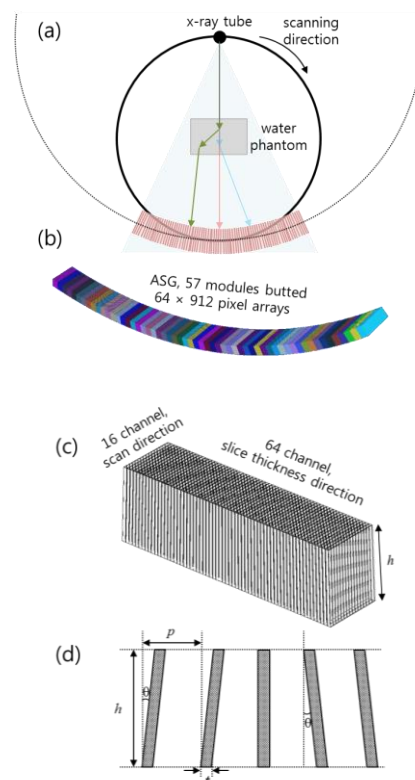 (a)
x-ray tube
scanning
direction
water
phantom
(b)
ASG, 57 modules butted
64 × 912 pixel arrays
(c)
16 channel,
scan direction
64 channel,
slice thickness direction
h
(d)
p
h
θ
θ
t